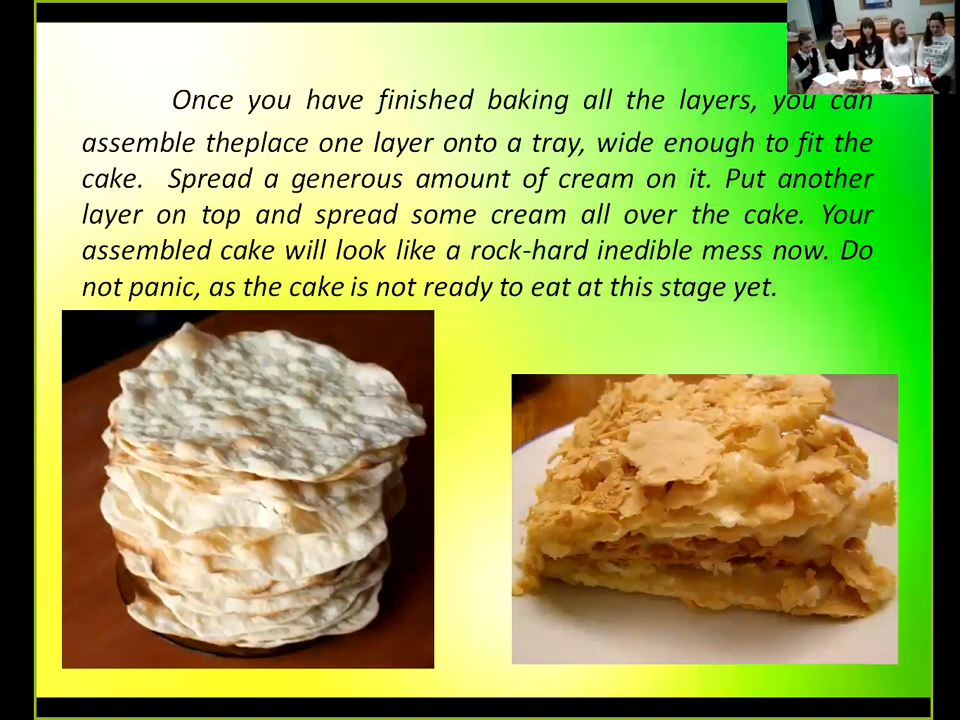 Once you have finished baking all the layers, you can
assemble theplace one layer onto a tray, wide enough to fit the
cake. Spread a generous amount of cream on it. Put another
layer on top and spread some cream all over the cake. Your
assembled cake will look like a rock-hard inedible mess now. Do
not panic, as the cake is not ready to eat at this stage yet.